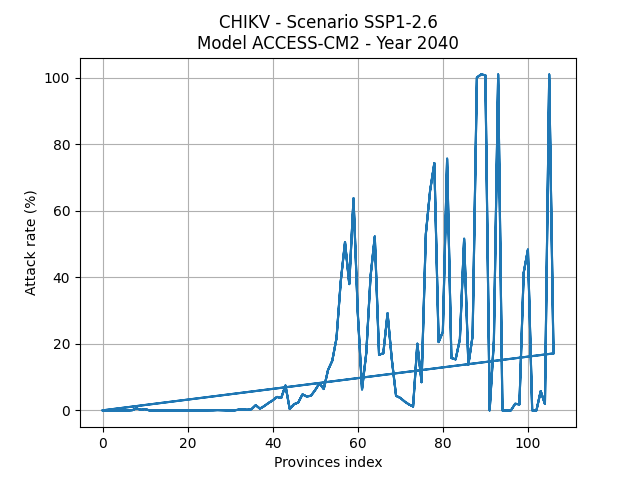 CHIKV - Scenario SSP1-2.6
Model ACCESS-CM2 - Year 2040
Attack rate (%)
100
80
60
40
20
0
0 20 40 60 80 100
Provinces index